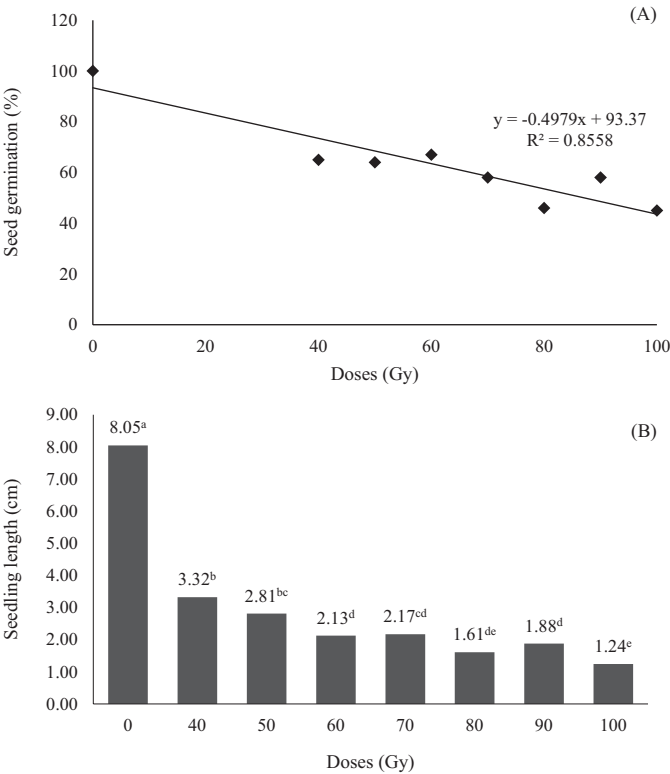 (A)
120
100
80
60
40
20
0
Seed germination (%)
y = -0.4979x + 93.37
R² = 0.8558
0 20 40 60 80 100
Doses (Gy)
(B)
9.00
8.00
7.00
6.00
5.00
4.00
3.00
2.00
1.00
0.00
Seedling length (cm)
8.05ᵃ
3.32ᵇ
2.81ᵇᶜ
2.13ᵈ
2.17ᶜᵈ
1.61ᵈᵉ
1.88ᵈ
1.24ᵉ
0 40 50 60 70 80 90 100
Doses (Gy)